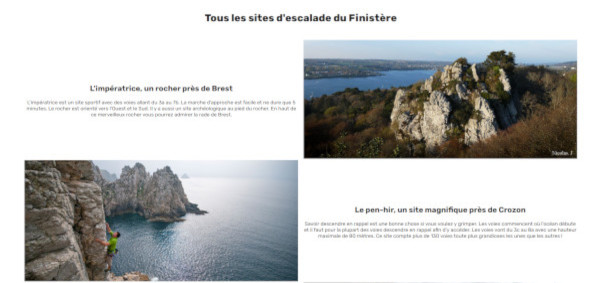 Tous les sites d'escalade du Finistère
L'impératrice, un rocher près de Brest
L'impératrice est un site sportif avec des voies allant du 3a au 7b. La marche d'approche est facile et ne dure que 5
minutes. Le rocher est orienté vers l'Ouest et le Sud. Il y a aussi un site archéologique au pied du rocher. En haut de
ce merveilleux rocher vous pourrez admirer la rade de Brest.
Nicolas. J
Le pen-hir, un site magnifique près de Crozon
Savoir descendre en rappel est une bonne choix si vous voulez y grimper. Les voies commencent où l'océan débute
et il faut pour la plupart des voies descendre en rappel afin d'y accéder. Les voies vont du 3c au 8a avec une hauteur
maximale de 80 mètres. Ce site compte plus de 120 voies toute plus grandioses les unes que les autres !